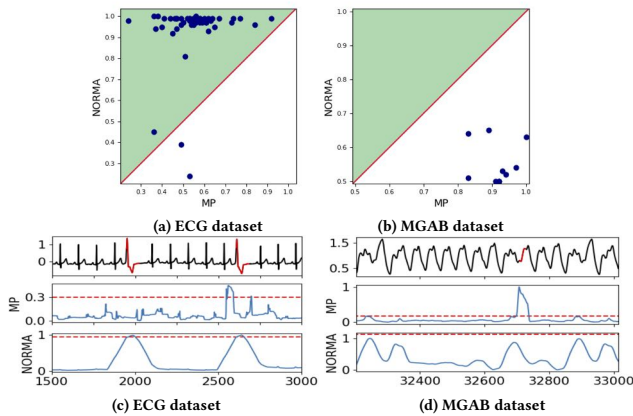 1.0
0.9
0.8
0.7
0.6
0.5
0.4
0.3
NORMA
0.2 0.3 0.4 0.5 0.6 0.7 0.8 0.9 1.0
MP
(a) ECG dataset
1.0
0.9
0.8
0.7
0.6
0.5
NORMA
0.5 0.6 0.7 0.8 0.9 1.0
MP
(b) MGAB dataset
1
0
MP
0.3
0.0
NORMA
1
0
1500 2000 2500 3000
(c) ECG dataset
1.5
1.0
0.5
MP
1
0
NORMA
1
0
32400 32600 32800 33000
(d) MGAB dataset